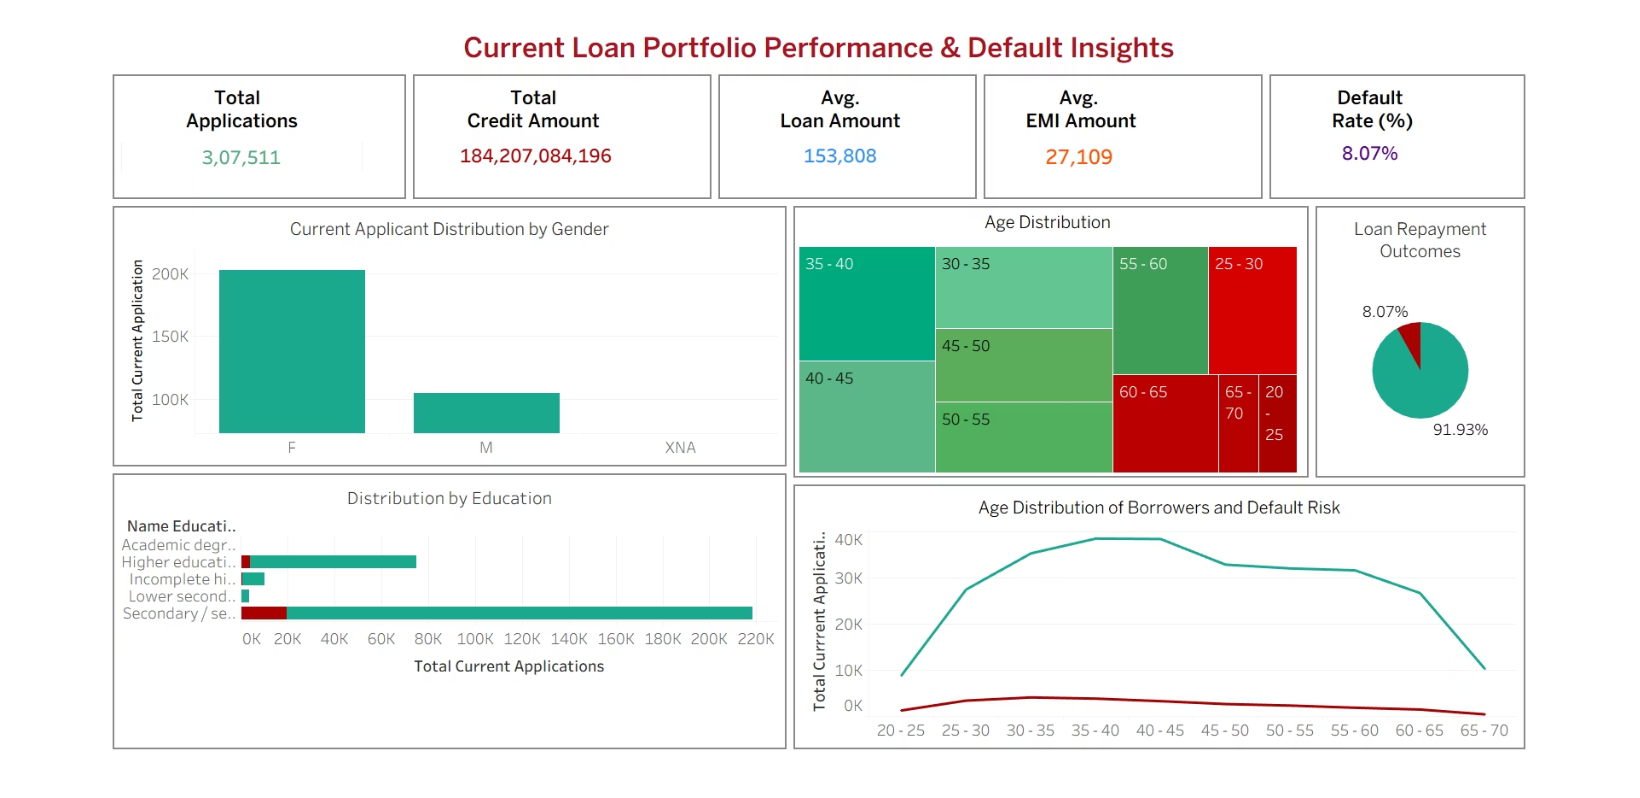 Current Loan Portfolio Performance & Default Insights
Total
Applications
3,07,511
Total
Credit Amount
184,207,084,196
Avg.
Loan Amount
153,808
Avg.
EMI Amount
27,109
Default
Rate (%)
8.07%
Current Applicant Distribution by Gender
Total Current Application
200K
150K
100K
F
M
XNA
Age Distribution
35 - 40
30 - 35
55 - 60
25 - 30
45 - 50
40 - 45
50 - 55
60 - 65
65 -
70
20
-
25
Loan Repayment
Outcomes
8.07%
91.93%
Distribution by Education
Name Educati..
Academic degr..
Higher educati..
Incomplete hi..
Lower second..
Secondary / se..
0K 20K 40K 60K 80K 100K 120K 140K 160K 180K 200K 220K
Total Current Applications
Age Distribution of Borrowers and Default Risk
Total Currrent Applicati..
40K
30K
20K
10K
0K
20 - 25 25 - 30 30 - 35 35 - 40 40 - 45 45 - 50 50 - 55 55 - 60 60 - 65 65 - 70